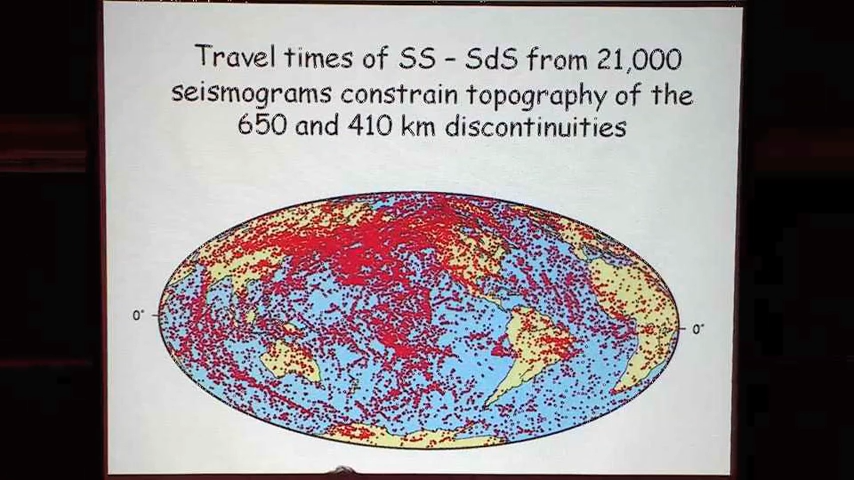 Travel times of SS – SdS from 21,000
seismograms constrain topography of the
650 and 410 km discontinuities
0°
0°